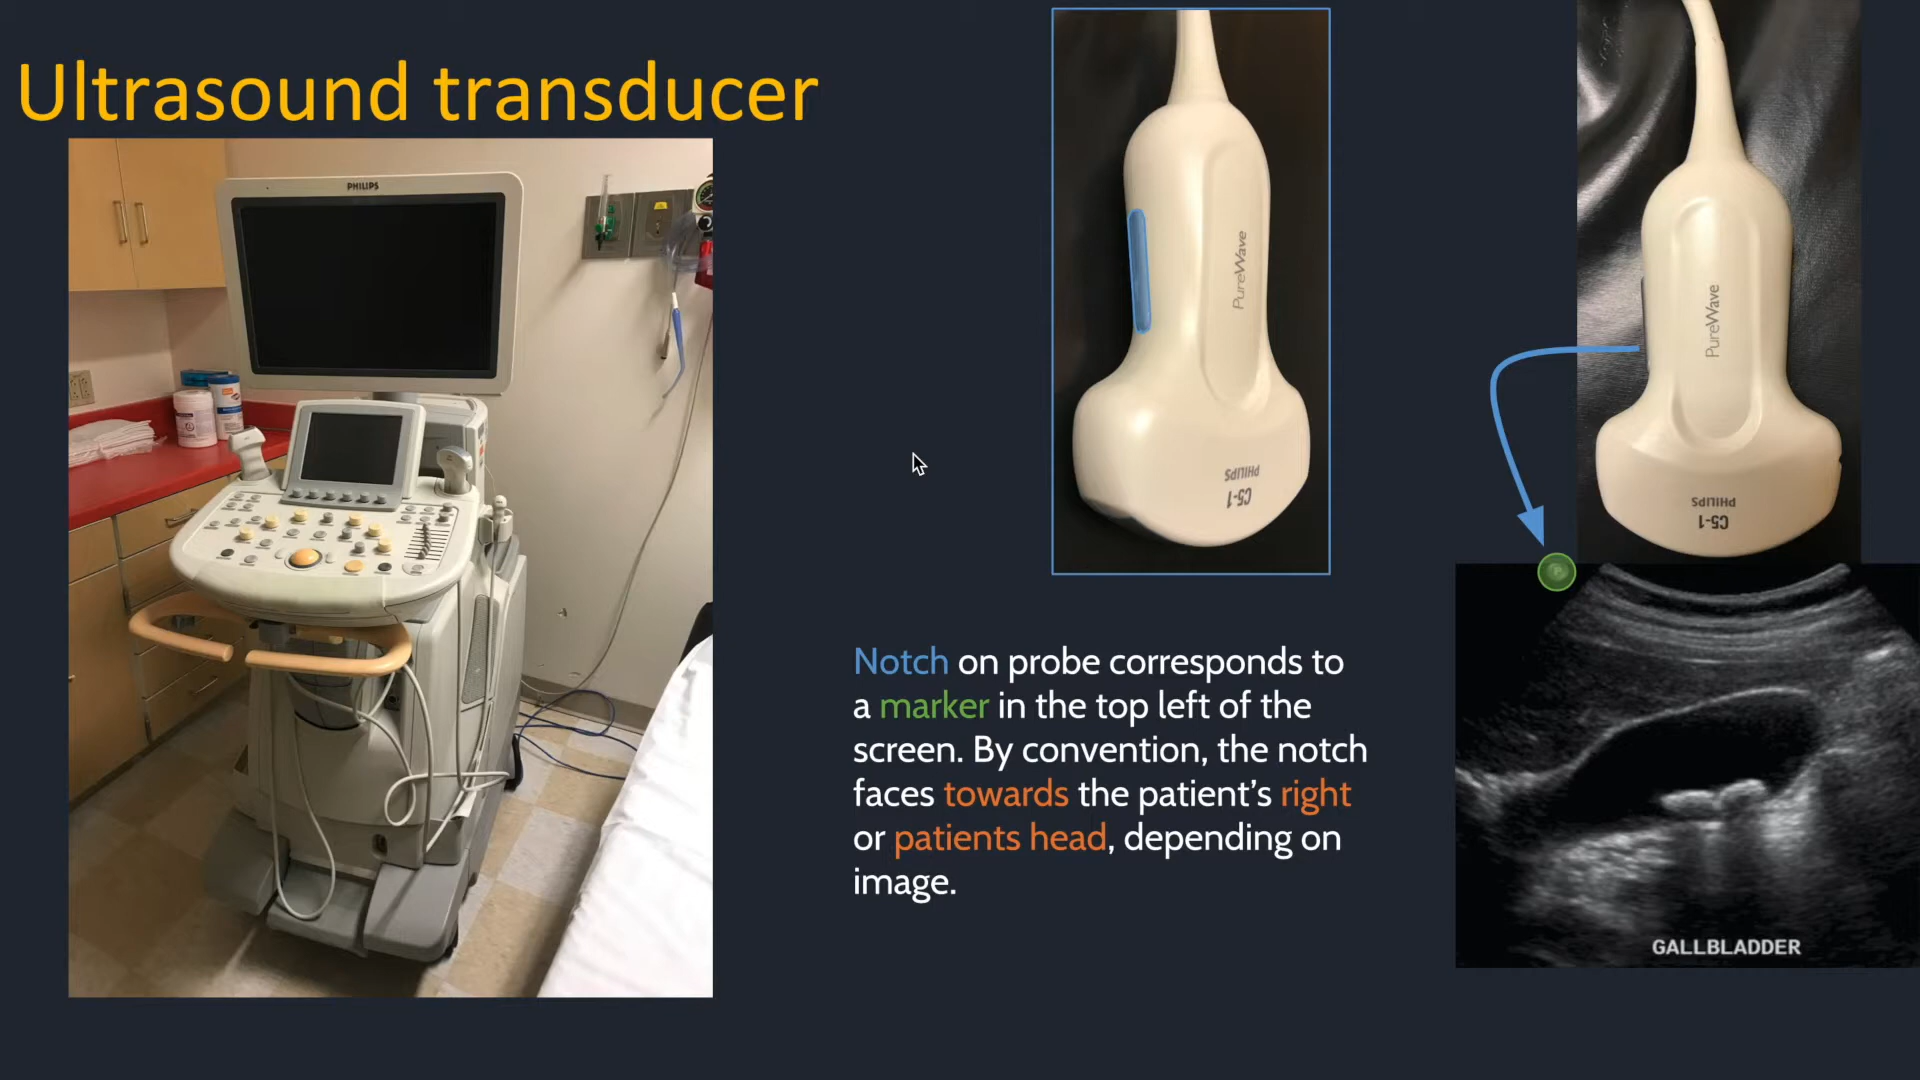 Ultrasound transducer
PHILIPS
PureWave
PHILIPS
C5-1
PureWave
PHILIPS
C5-1
Notch on probe corresponds to
a marker in the top left of the
screen. By convention, the notch
faces towards the patient’s right
or patients head, depending on
image.
P
GALLBLADDER